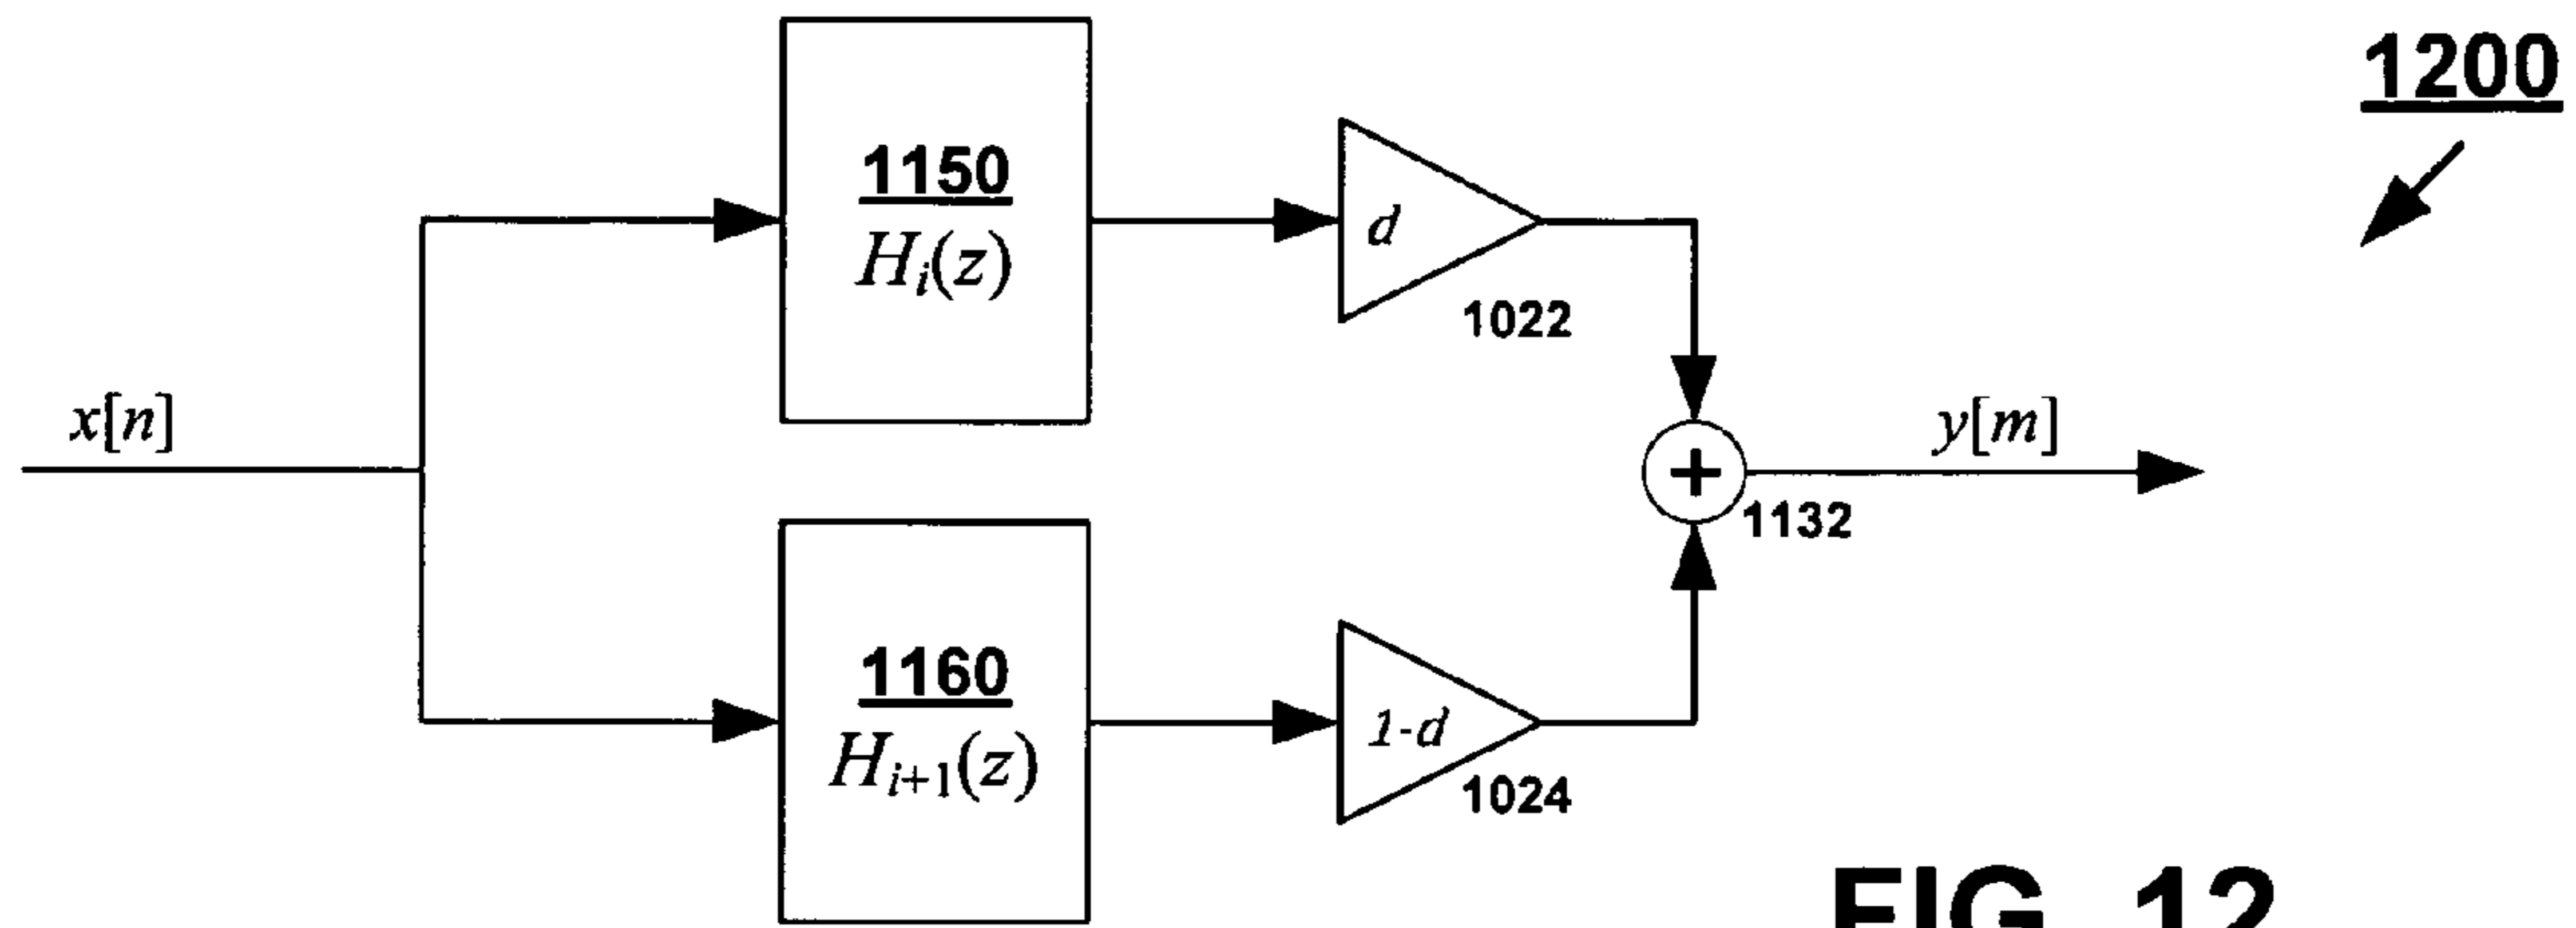 1200
1150
H_i(z)
d
1022
x[n]
y[m]
1132
1160
H_{i+1}(z)
1-d
1024
FIG. 12